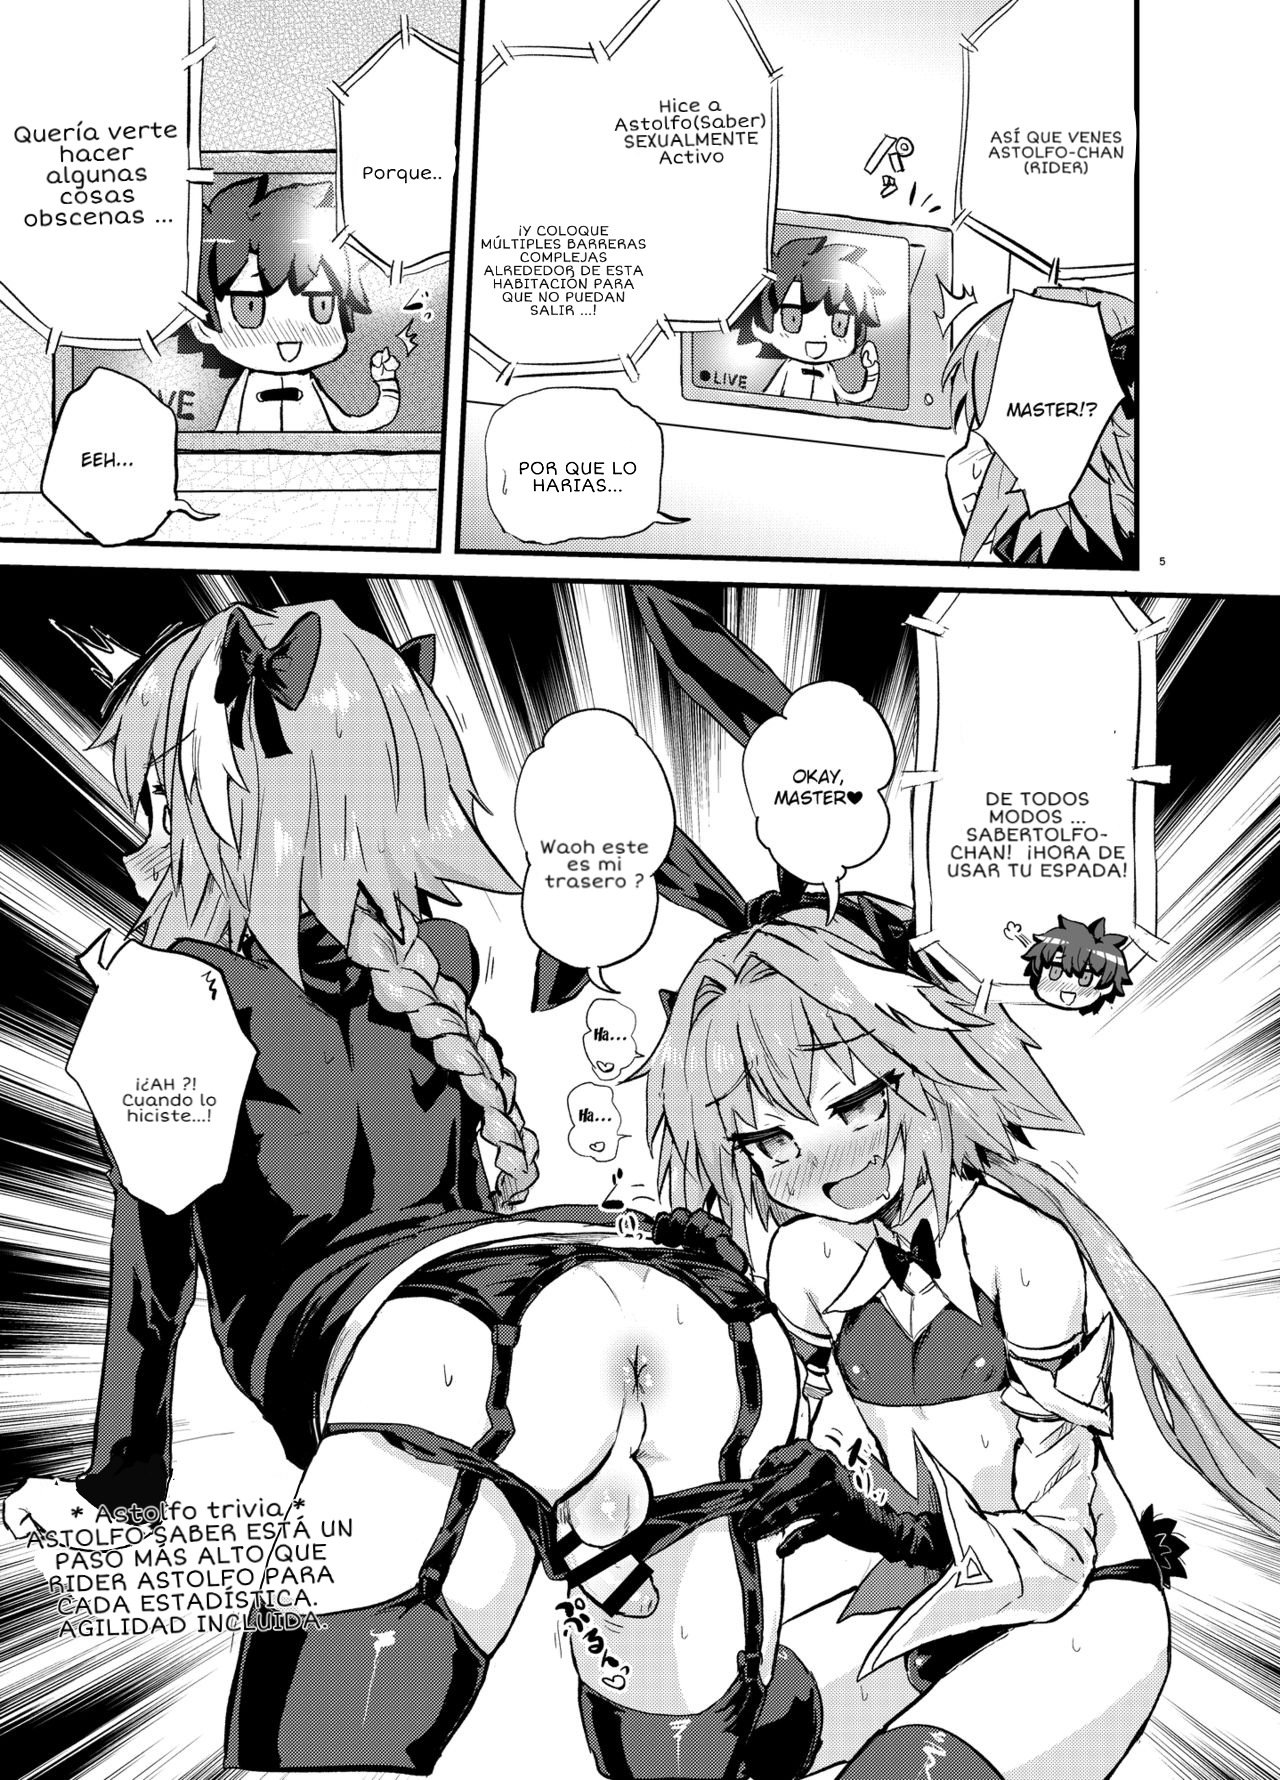 ASÍ QUE VENES
ASTOLFO-CHAN
(RIDER)
MASTER!?
パッ
Hice a
Astolfo(Saber)
SEXUALMENTE
Activo
¡Y COLOQUE
MÚLTIPLES BARRERAS
COMPLEJAS
ALREDEDOR DE ESTA
HABITACIÓN PARA
QUE NO PUEDAN
SALIR ...!
LIVE
POR QUE LO
HARIAS...
Porque..
Quería verte
hacer
algunas
cosas
obscenas ...
VE
EEH...
5
DE TODOS
MODOS ...
SABERTOLFO-
CHAN! ¡HORA DE
USAR TU ESPADA!
OKAY,
MASTER♥
Waoh este
es mi
trasero ?
Ha...
♡
Ha...
♡
¡¿AH ?!
Cuando lo
hiciste...!
* Astolfo trivia *
ASTOLFO SABER ESTÁ UN
PASO MÁS ALTO QUE
RIDER ASTOLFO PARA
CADA ESTADÍSTICA.
AGILIDAD INCLUIDA.